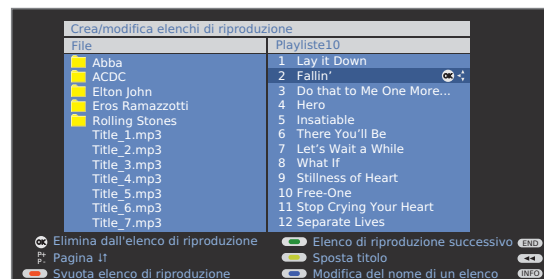 Crea/modifica elenchi di riproduzione
File
Abba
ACDC
Elton John
Eros Ramazzotti
Rolling Stones
Title_1.mp3
Title_2.mp3
Title_3.mp3
Title_4.mp3
Title_5.mp3
Title_6.mp3
Title_7.mp3
Playliste10
1 Lay it Down
2 Fallin’ OK
3 Do that to Me One More...
4 Hero
5 Insatiable
6 There You’ll Be
7 Let’s Wait a While
8 What If
9 Stillness of Heart
10 Free-One
11 Stop Crying Your Heart
12 Separate Lives
OK Elimina dall'elenco di riproduzione
P+ P- Pagina ↓↑
Svuota elenco di riproduzione
Elenco di riproduzione successivo END
Sposta titolo
Modifica del nome di un elenco INFO